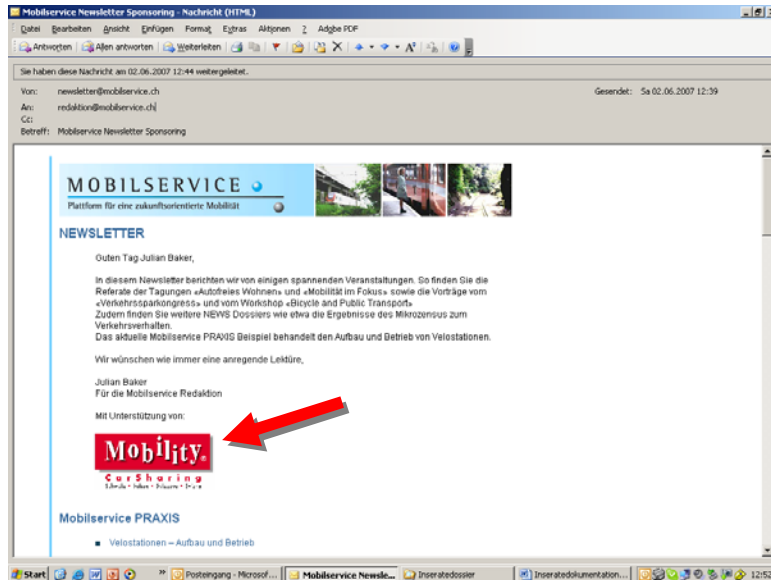 Mobilservice Newsletter Sponsoring - Nachricht (HTML)
Datei Bearbeiten Ansicht Einfügen Format Extras Aktionen ? Adobe PDF
Antworten Allen antworten Weiterleiten
Sie haben diese Nachricht am 02.06.2007 12:44 weitergeleitet.
Von: newsletter@mobilservice.ch Gesendet: Sa 02.06.2007 12:39
An: redaktion@mobilservice.ch
Cc:
Betreff: Mobilservice Newsletter Sponsoring
MOBILSERVICE
Plattform für eine zukunftsorientierte Mobilität
NEWSLETTER
Guten Tag Julian Baker,
In diesem Newsletter berichten wir von einigen spannenden Veranstaltungen. So finden Sie die
Referate der Tagungen «Autofreies Wohnen» und «Mobilität im Fokus» sowie die Vorträge vom
«Verkehrssparkongress» und vom Workshop «Bicycle and Public Transport»
Zudem finden Sie weitere NEWS Dossiers wie etwa die Ergebnisse des Mikrozensus zum
Verkehrsverhalten.
Das aktuelle Mobilservice PRAXIS Beispiel behandelt den Aufbau und Betrieb von Velostationen.
Wir wünschen wie immer eine anregende Lektüre,
Julian Baker
Für die Mobilservice Redaktion
Mit Unterstützung von:
Mobility.
CarSharing
Mobilservice PRAXIS
Velostationen – Aufbau und Betrieb
Start » Posteingang - Microsof... Mobilservice Newsle... Inseratedossier Inseratedokumentation... 12:53